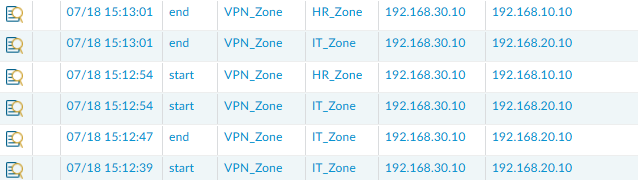 07/18 15:13:01 end VPN_Zone HR_Zone 192.168.30.10 192.168.10.10
07/18 15:13:01 end VPN_Zone IT_Zone 192.168.30.10 192.168.20.10
07/18 15:12:54 start VPN_Zone HR_Zone 192.168.30.10 192.168.10.10
07/18 15:12:54 start VPN_Zone IT_Zone 192.168.30.10 192.168.20.10
07/18 15:12:47 end VPN_Zone IT_Zone 192.168.30.10 192.168.20.10
07/18 15:12:39 start VPN_Zone IT_Zone 192.168.30.10 192.168.20.10